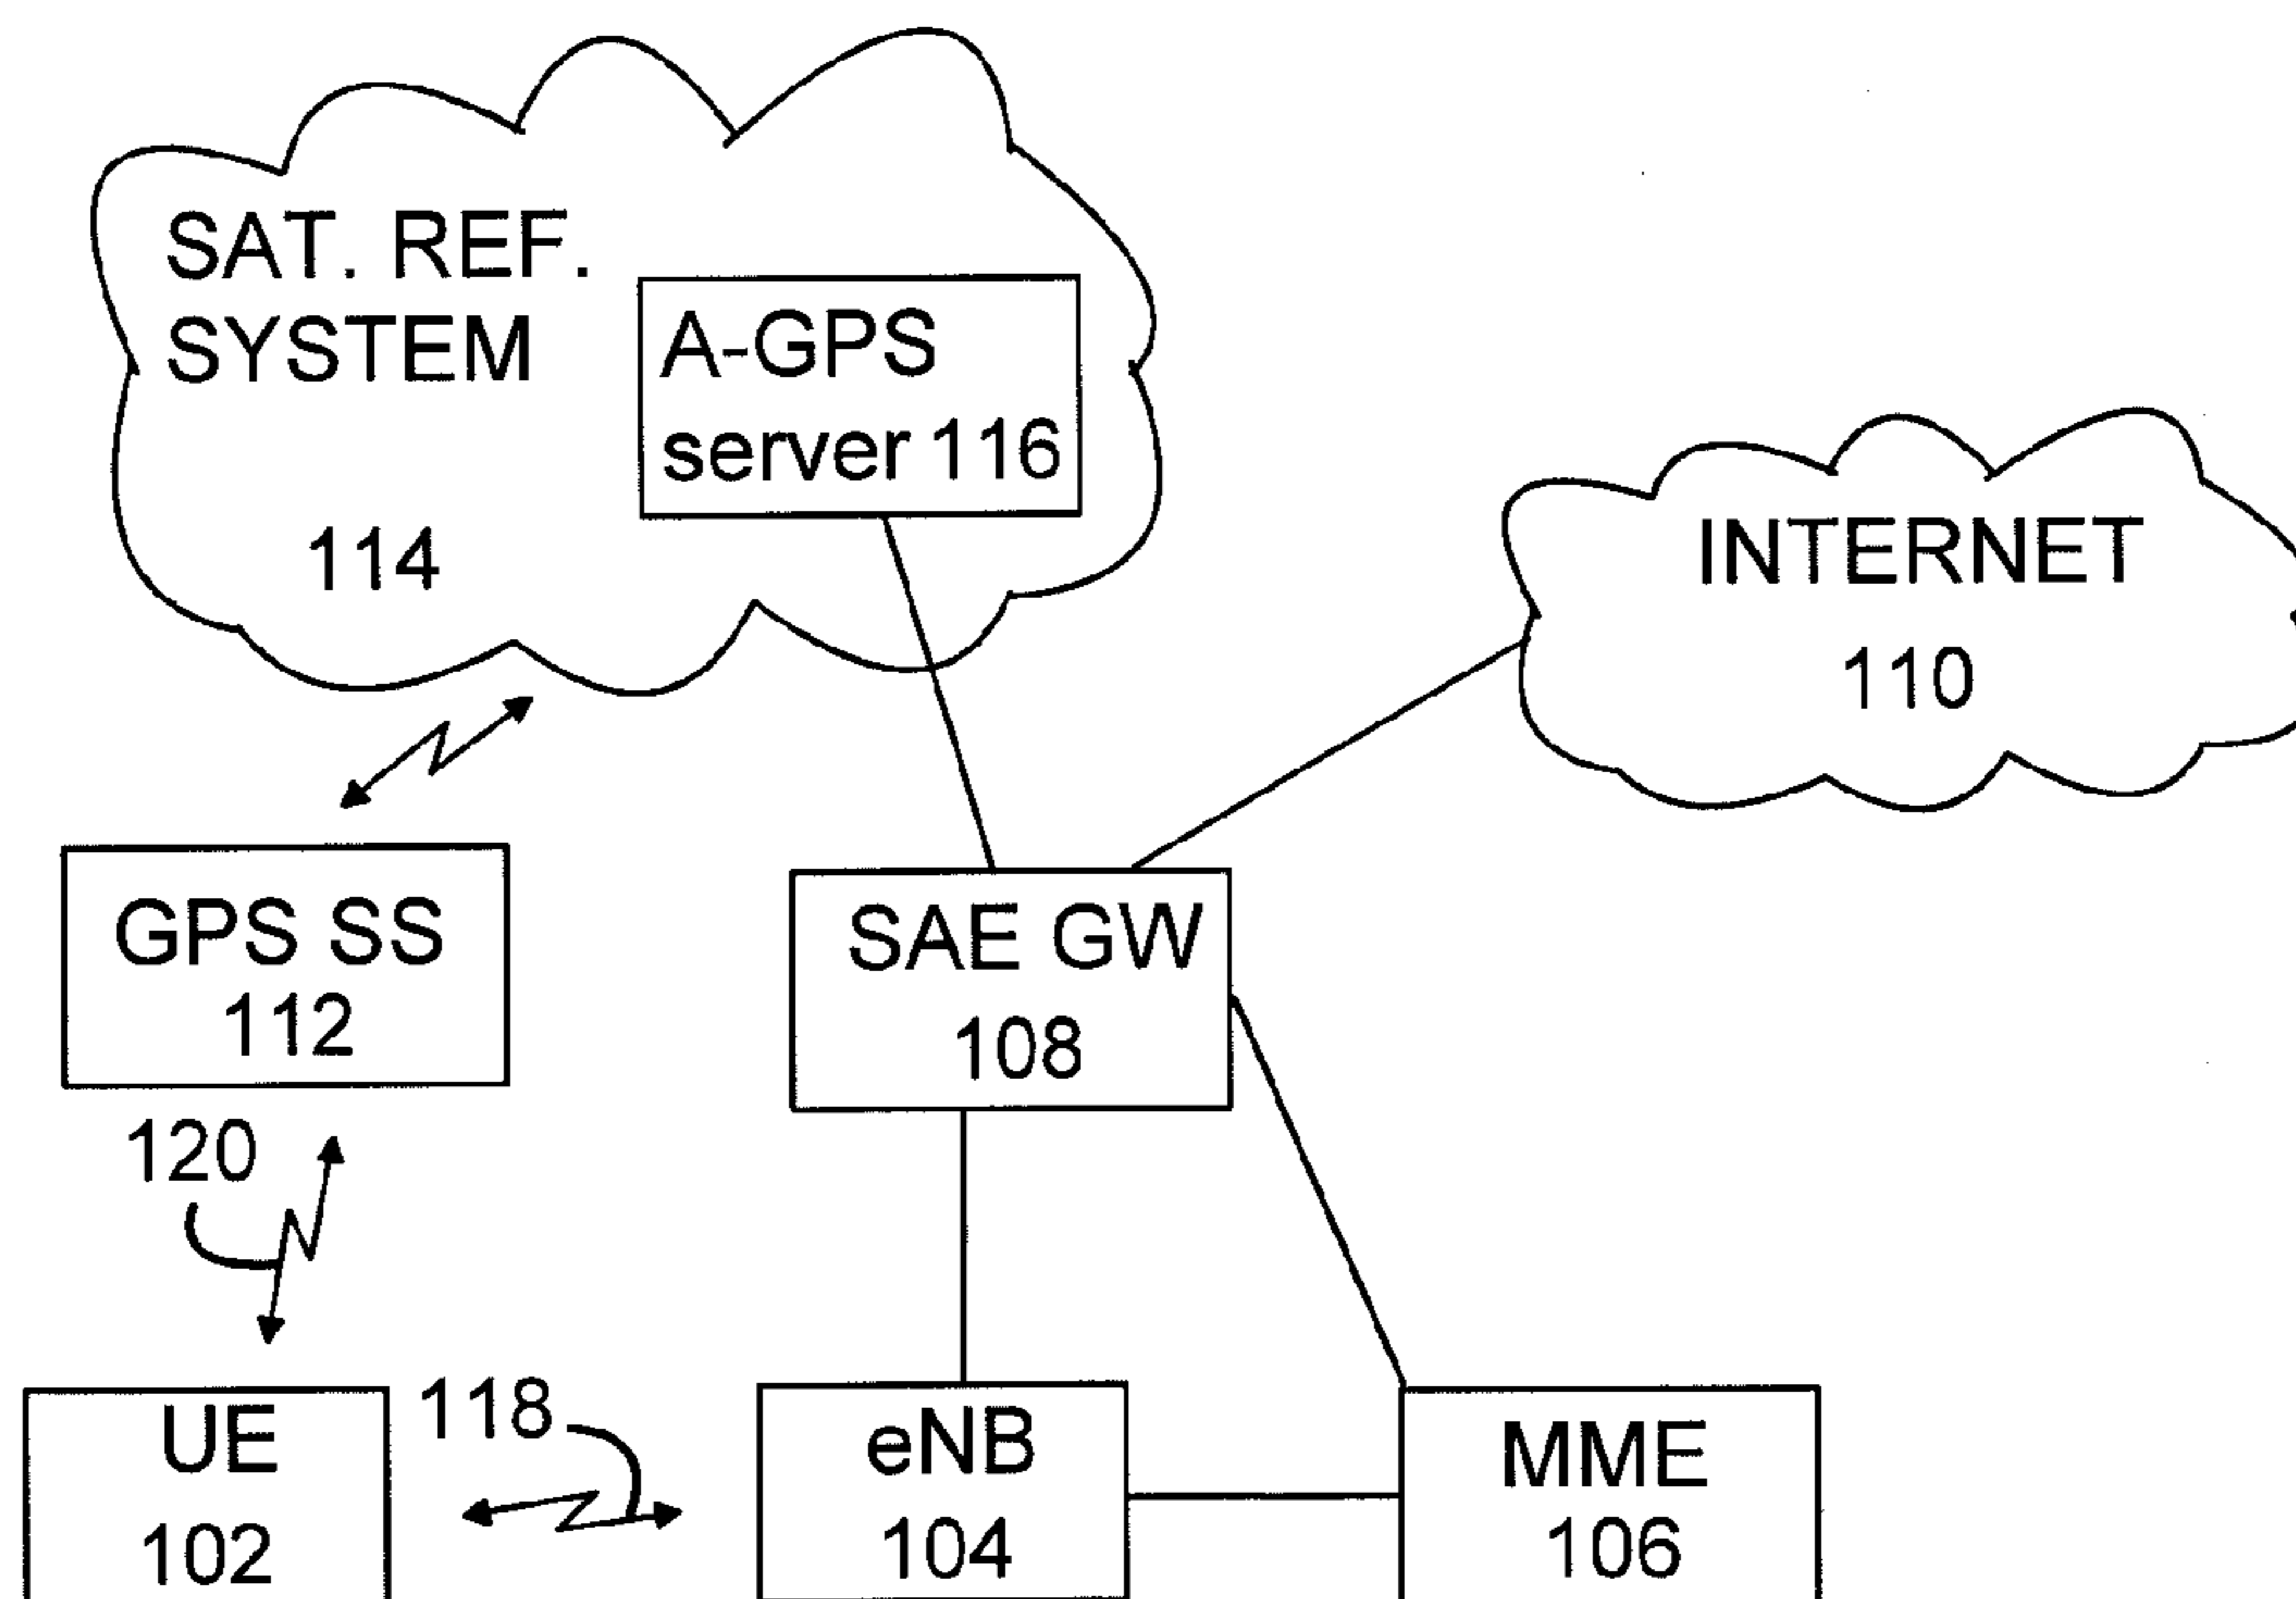 SAT. REF.
SYSTEM
114
A-GPS
server 116
INTERNET
110
GPS SS
112
SAE GW
108
120
118
UE
102
eNB
104
MME
106